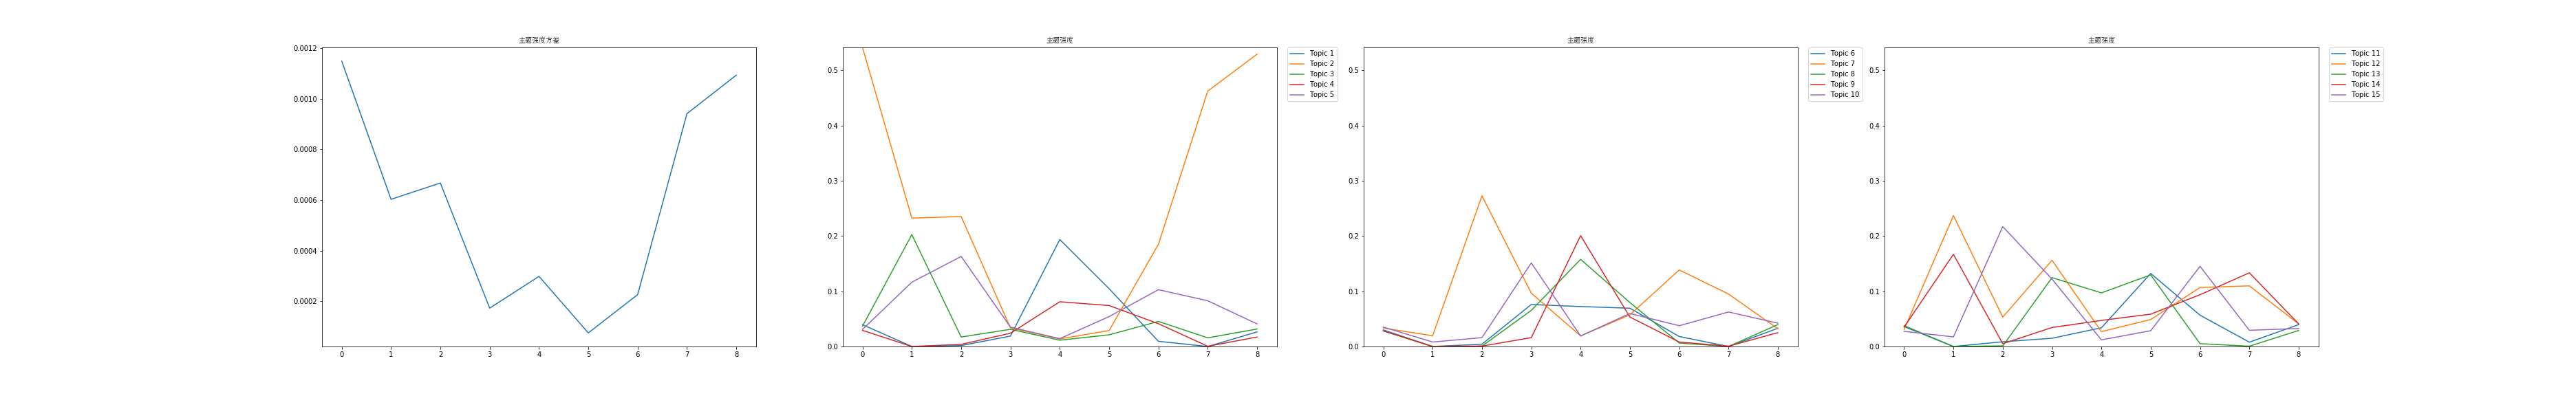 主题强度方差
0.0012
0.0010
0.0008
0.0006
0.0004
0.0002
0 1 2 3 4 5 6 7 8
主题强度
0.5
0.4
0.3
0.2
0.1
0.0
0 1 2 3 4 5 6 7 8
Topic 1
Topic 2
Topic 3
Topic 4
Topic 5
主题强度
0.5
0.4
0.3
0.2
0.1
0.0
0 1 2 3 4 5 6 7 8
Topic 6
Topic 7
Topic 8
Topic 9
Topic 10
主题强度
0.5
0.4
0.3
0.2
0.1
0.0
0 1 2 3 4 5 6 7 8
Topic 11
Topic 12
Topic 13
Topic 14
Topic 15